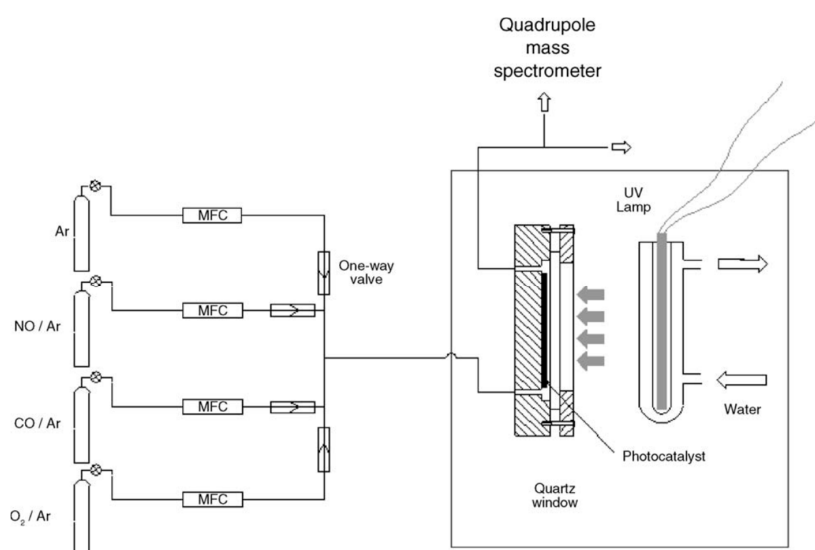 Quadrupole
mass
spectrometer
UV
Lamp
Ar
MFC
One-way
valve
NO / Ar
MFC
CO / Ar
MFC
Water
Photocatalyst
Quartz
window
O₂ / Ar
MFC